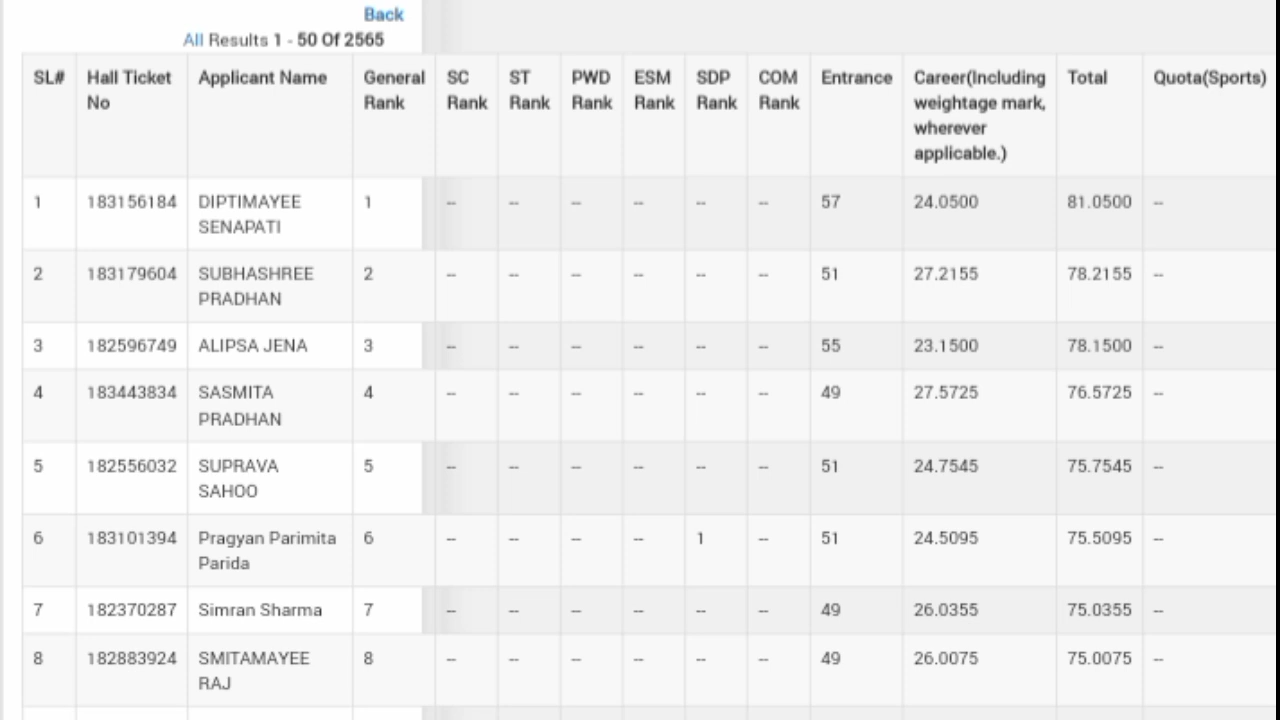 Back
All Results 1 - 50 Of 2565
SL# Hall Ticket No Applicant Name General Rank SC Rank ST Rank PWD Rank ESM Rank SDP Rank COM Rank Entrance Career(Including weightage mark, wherever applicable.) Total Quota(Sports)
1 183156184 DIPTIMAYEE SENAPATI 1 -- -- -- -- -- -- 57 24.0500 81.0500 --
2 183179604 SUBHASHREE PRADHAN 2 -- -- -- -- -- -- 51 27.2155 78.2155 --
3 182596749 ALIPSA JENA 3 -- -- -- -- -- -- 55 23.1500 78.1500 --
4 183443834 SASMITA PRADHAN 4 -- -- -- -- -- -- 49 27.5725 76.5725 --
5 182556032 SUPRAVA SAHOO 5 -- -- -- -- -- -- 51 24.7545 75.7545 --
6 183101394 Pragyan Parimita Parida 6 -- -- -- -- 1 -- 51 24.5095 75.5095 --
7 182370287 Simran Sharma 7 -- -- -- -- -- -- 49 26.0355 75.0355 --
8 182883924 SMITAMAYEE RAJ 8 -- -- -- -- -- -- 49 26.0075 75.0075 --